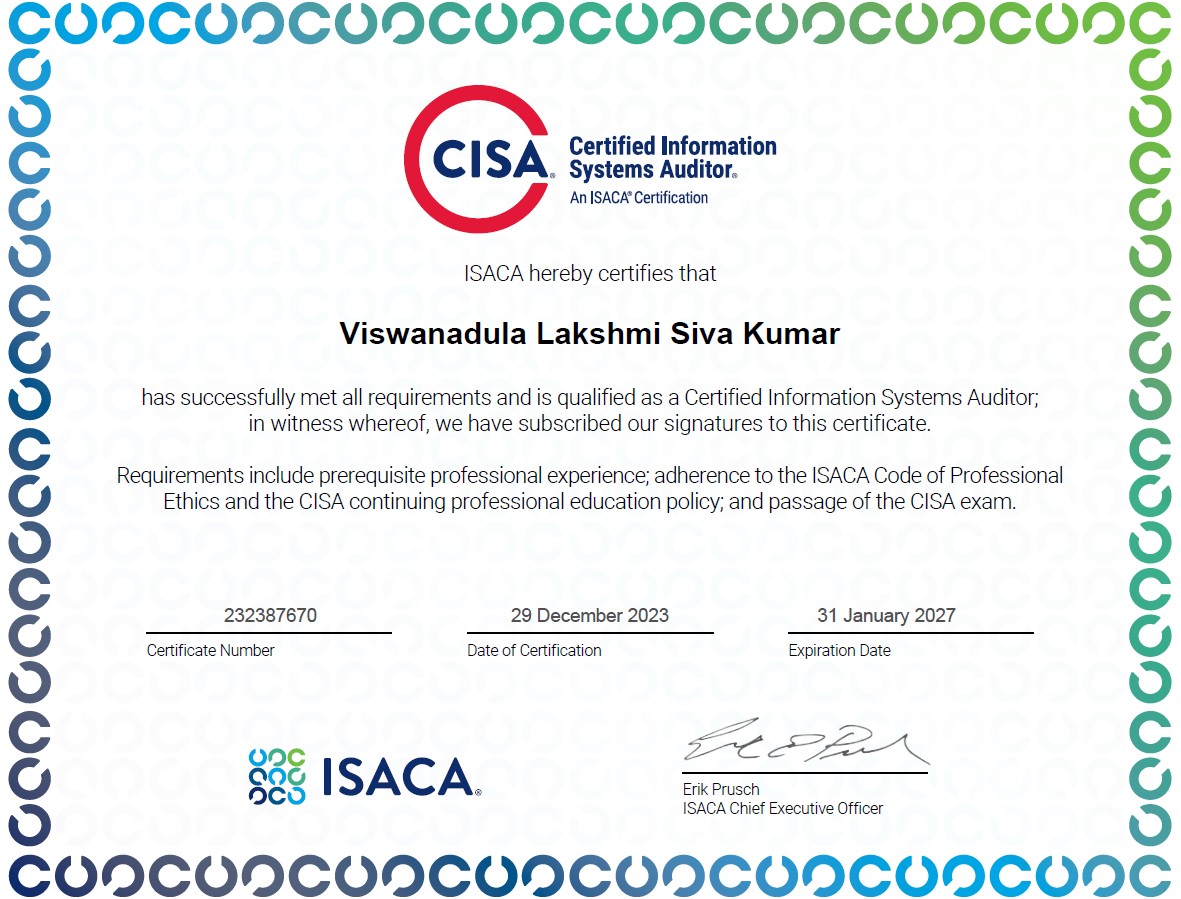 CISA®
Certified Information
Systems Auditor®
An ISACA® Certification
ISACA hereby certifies that
Viswanadula Lakshmi Siva Kumar
has successfully met all requirements and is qualified as a Certified Information Systems Auditor;
in witness whereof, we have subscribed our signatures to this certificate.
Requirements include prerequisite professional experience; adherence to the ISACA Code of Professional
Ethics and the CISA continuing professional education policy; and passage of the CISA exam.
232387670
Certificate Number
29 December 2023
Date of Certification
31 January 2027
Expiration Date
ISACA®
Erik Prusch
ISACA Chief Executive Officer